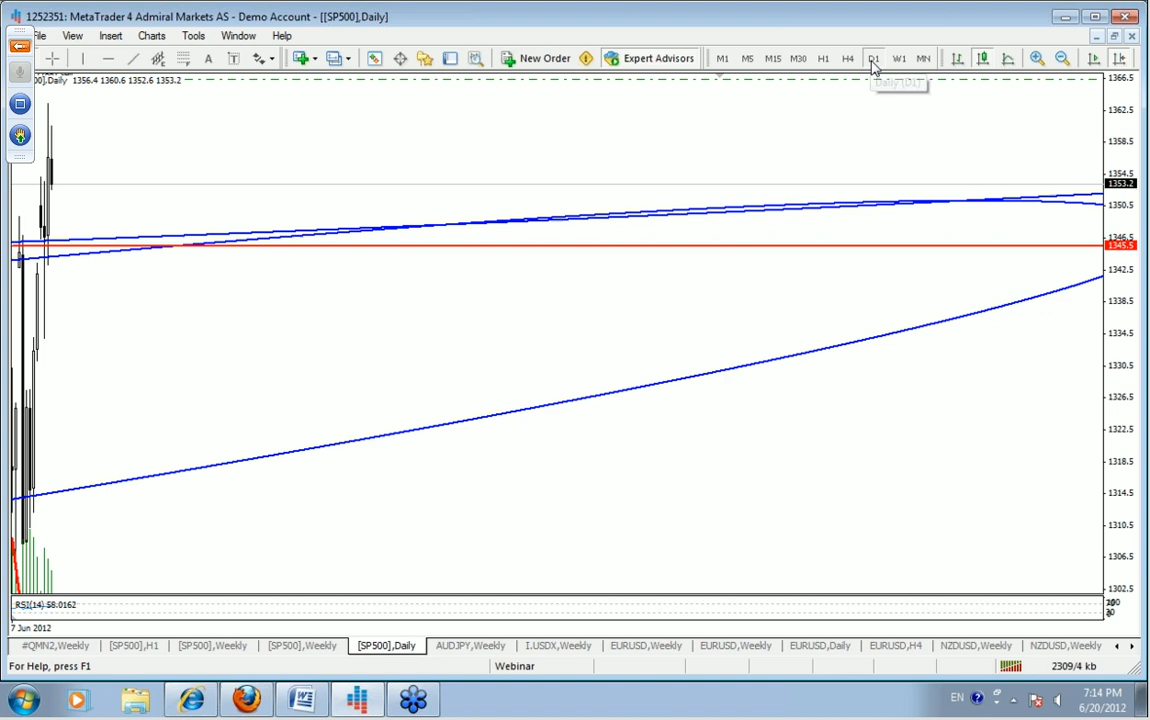 1252351: MetaTrader 4 Admiral Markets AS - Demo Account - [[SP500],Daily]
File View Insert Charts Tools Window Help
A T New Order Expert Advisors M1 M5 M15 M30 H1 H4 D1 W1 MN
00],Daily 1356.4 1360.6 1352.6 1353.2
Daily (D1)
1366.5
1362.5
1358.5
1354.5
1353.2
1350.5
1346.5
1345.5
1342.5
1338.5
1334.5
1330.5
1326.5
1322.5
1318.5
1314.5
1310.5
1306.5
1302.5
RSI(14) 58.0162
7 Jun 2012
#QMN2,Weekly [SP500],H1 [SP500],Weekly [SP500],Weekly [SP500],Daily AUDJPY,Weekly I.USDX,Weekly EURUSD,Weekly EURUSD,Weekly EURUSD,Daily EURUSD,H4 NZDUSD,Weekly NZDUSD,Weekly
For Help, press F1 Webinar 2309/4 kb
EN 7:14 PM
6/20/2012